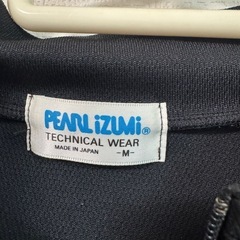 PEARL iZUMi®
TECHNICAL WEAR
MADE IN JAPAN -M-